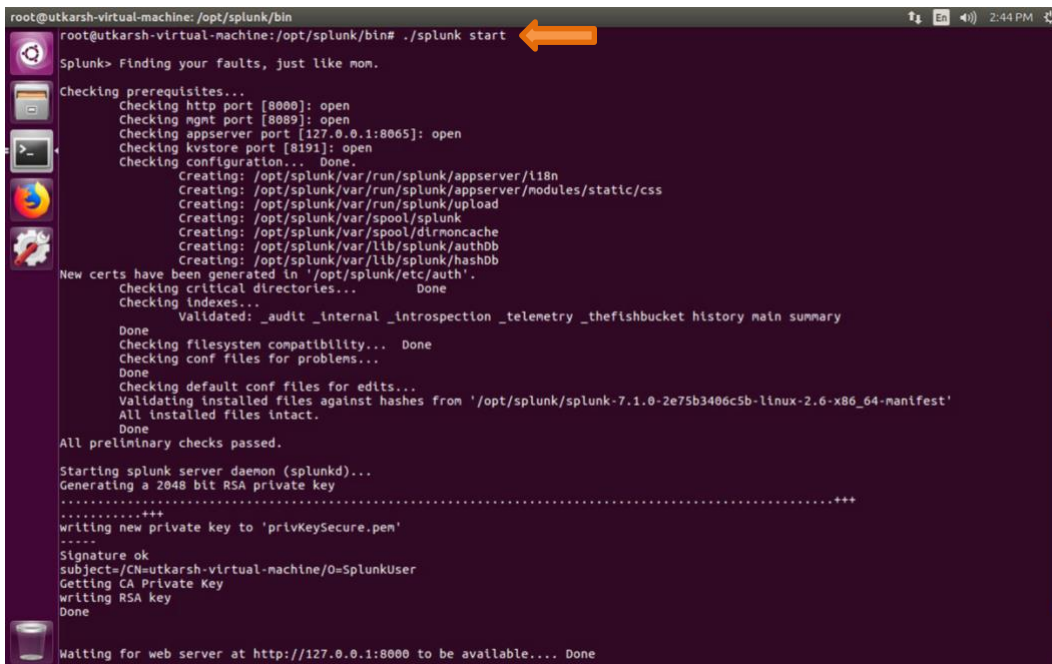 root@utkarsh-virtual-machine: /opt/splunk/bin
En
2:44 PM
root@utkarsh-virtual-machine:/opt/splunk/bin# ./splunk start
Splunk> Finding your faults, just like mom.
Checking prerequisites...
Checking http port [8000]: open
Checking mgmt port [8089]: open
Checking appserver port [127.0.0.1:8065]: open
Checking kvstore port [8191]: open
Checking configuration... Done.
Creating: /opt/splunk/var/run/splunk/appserver/i18n
Creating: /opt/splunk/var/run/splunk/appserver/modules/static/css
Creating: /opt/splunk/var/run/splunk/upload
Creating: /opt/splunk/var/spool/splunk
Creating: /opt/splunk/var/spool/dirmoncache
Creating: /opt/splunk/var/lib/splunk/authDb
Creating: /opt/splunk/var/lib/splunk/hashDb
New certs have been generated in '/opt/splunk/etc/auth'.
Checking critical directories... Done
Checking indexes...
Validated: _audit _internal _introspection _telemetry _thefishbucket history main summary
Done
Checking filesystem compatibility... Done
Checking conf files for problems...
Done
Checking default conf files for edits...
Validating installed files against hashes from '/opt/splunk/splunk-7.1.0-2e75b3406c5b-linux-2.6-x86_64-manifest'
All installed files intact.
Done
All preliminary checks passed.
Starting splunk server daemon (splunkd)...
Generating a 2048 bit RSA private key
.........................................................................................................+++
...........+++
writing new private key to 'privKeySecure.pem'
-----
Signature ok
subject=/CN=utkarsh-virtual-machine/O=SplunkUser
Getting CA Private Key
writing RSA key
Done
Waiting for web server at http://127.0.0.1:8000 to be available.... Done